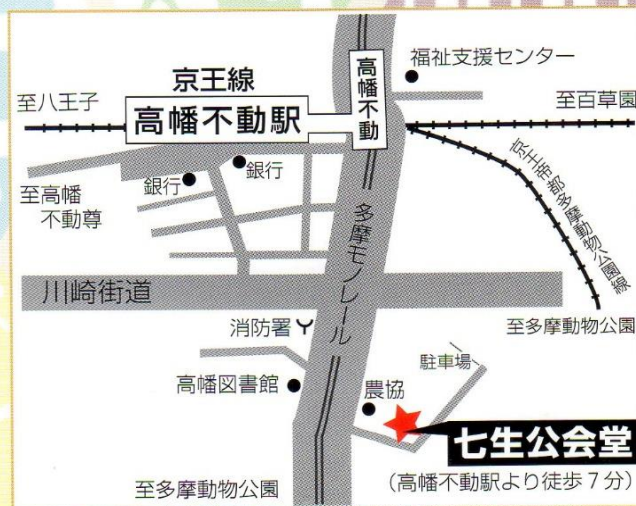 福祉支援センター
京王線
至八王子
高幡不動駅
高幡不動
至百草園
銀行
銀行
至高幡
不動尊
京王帝都多摩動物公園線
多摩モノレール
川崎街道
消防署
至多摩動物公園
駐車場
高幡図書館
農協
七生公会堂
(高幡不動駅より徒歩7分)
至多摩動物公園